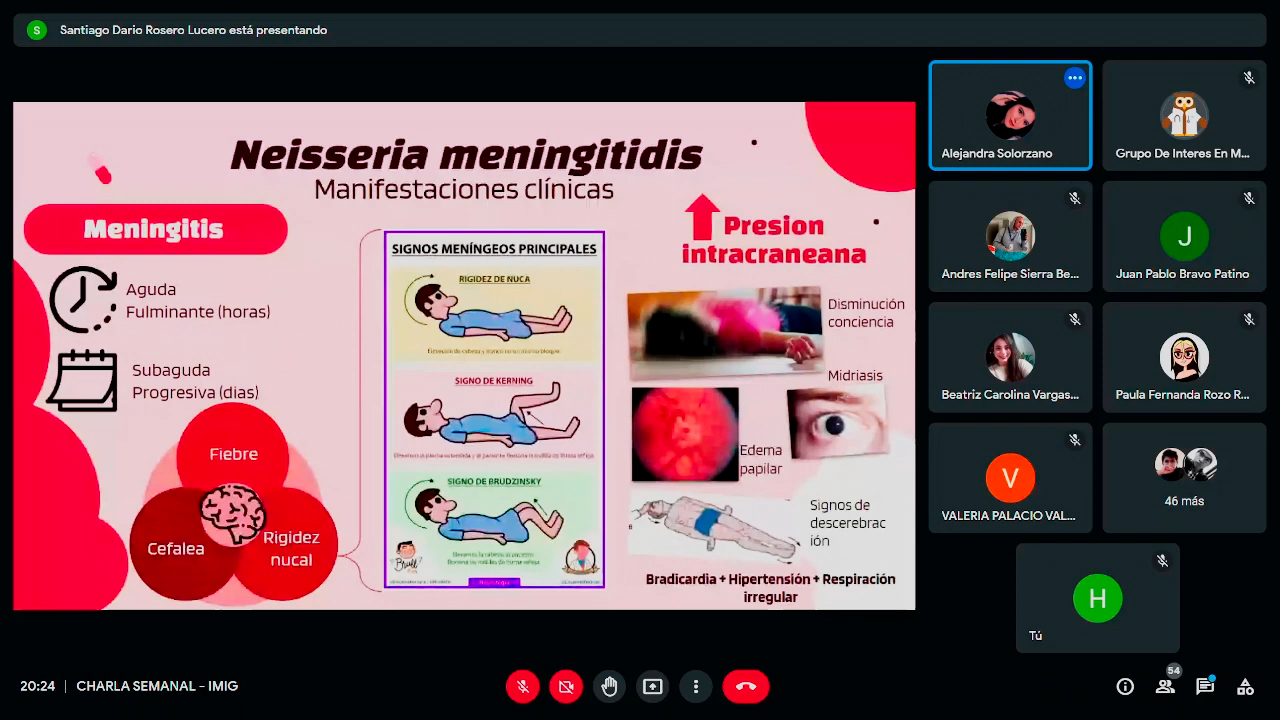 S
Santiago Dario Rosero Lucero está presentando
Neisseria meningitidis
Manifestaciones clínicas
Meningitis
Aguda
Fulminante (horas)
Subaguda
Progresiva (dias)
Fiebre
Cefalea
Rigidez
nucal
SIGNOS MENÍNGEOS PRINCIPALES
RIGIDEZ DE NUCA
SIGNO DE KERNING
SIGNO DE BRUDZINSKY
Presion
intracraneana
Disminución
conciencia
Midriasis
Edema
papilar
Signos de
descerebrac
ión
Bradicardia + Hipertensión + Respiración
irregular
Alejandra Solorzano
Grupo De Interes En M...
Andres Felipe Sierra Be...
J
Juan Pablo Bravo Patino
Beatriz Carolina Vargas...
Paula Fernanda Rozo R...
V
VALERIA PALACIO VAL...
46 más
H
Tú
20:24 | CHARLA SEMANAL - IMIG
54